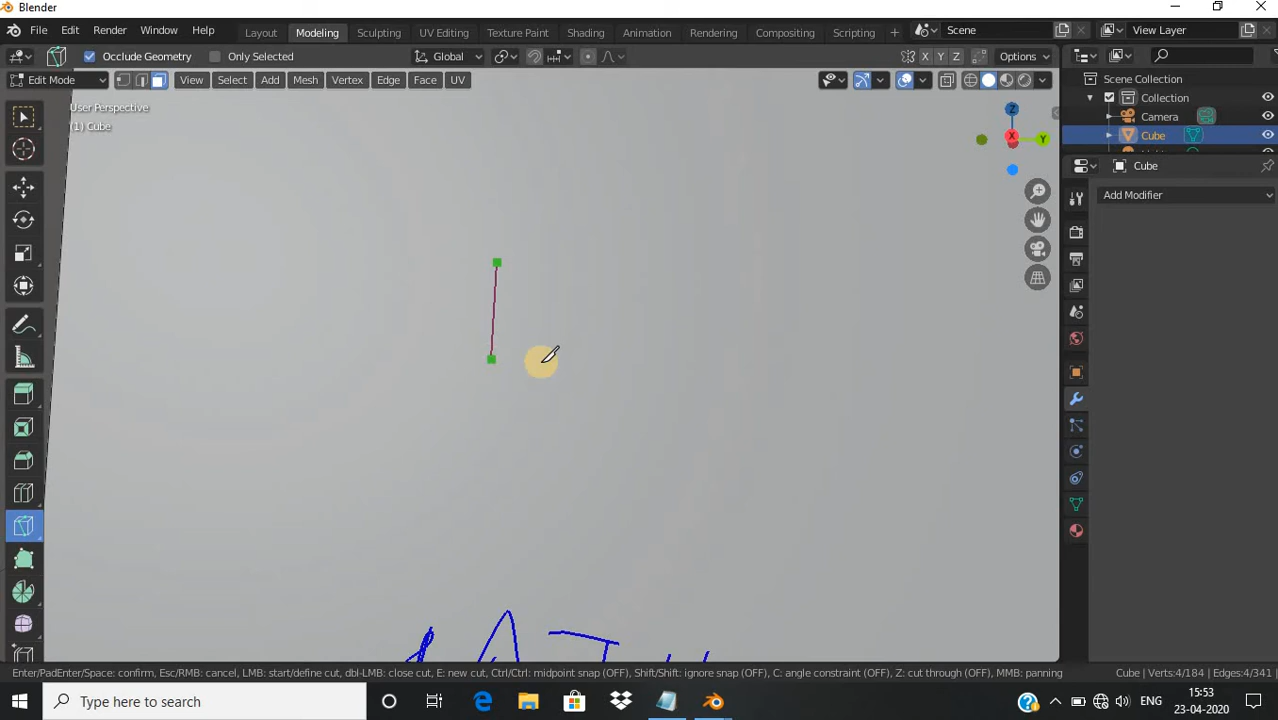 Blender
File Edit Render Window Help Layout Modeling Sculpting UV Editing Texture Paint Shading Animation Rendering Compositing Scripting + Scene View Layer
Occlude Geometry Only Selected Global X Y Z Options
Edit Mode View Select Add Mesh Vertex Edge Face UV
Scene Collection
Collection
User Perspective
(1) Cube
Camera
Cube
Z
X
Y
Cube
Add Modifier
Enter/PadEnter/Space: confirm, Esc/RMB: cancel, LMB: start/define cut, dbl-LMB: close cut, E: new cut, Ctrl/Ctrl: midpoint snap (OFF), Shift/Shift: ignore snap (OFF), C: angle constraint (OFF), Z: cut through (OFF), MMB: panning Cube | Verts:4/184 | Edges:4/341
Type here to search
ENG
15:53
23-04-2020